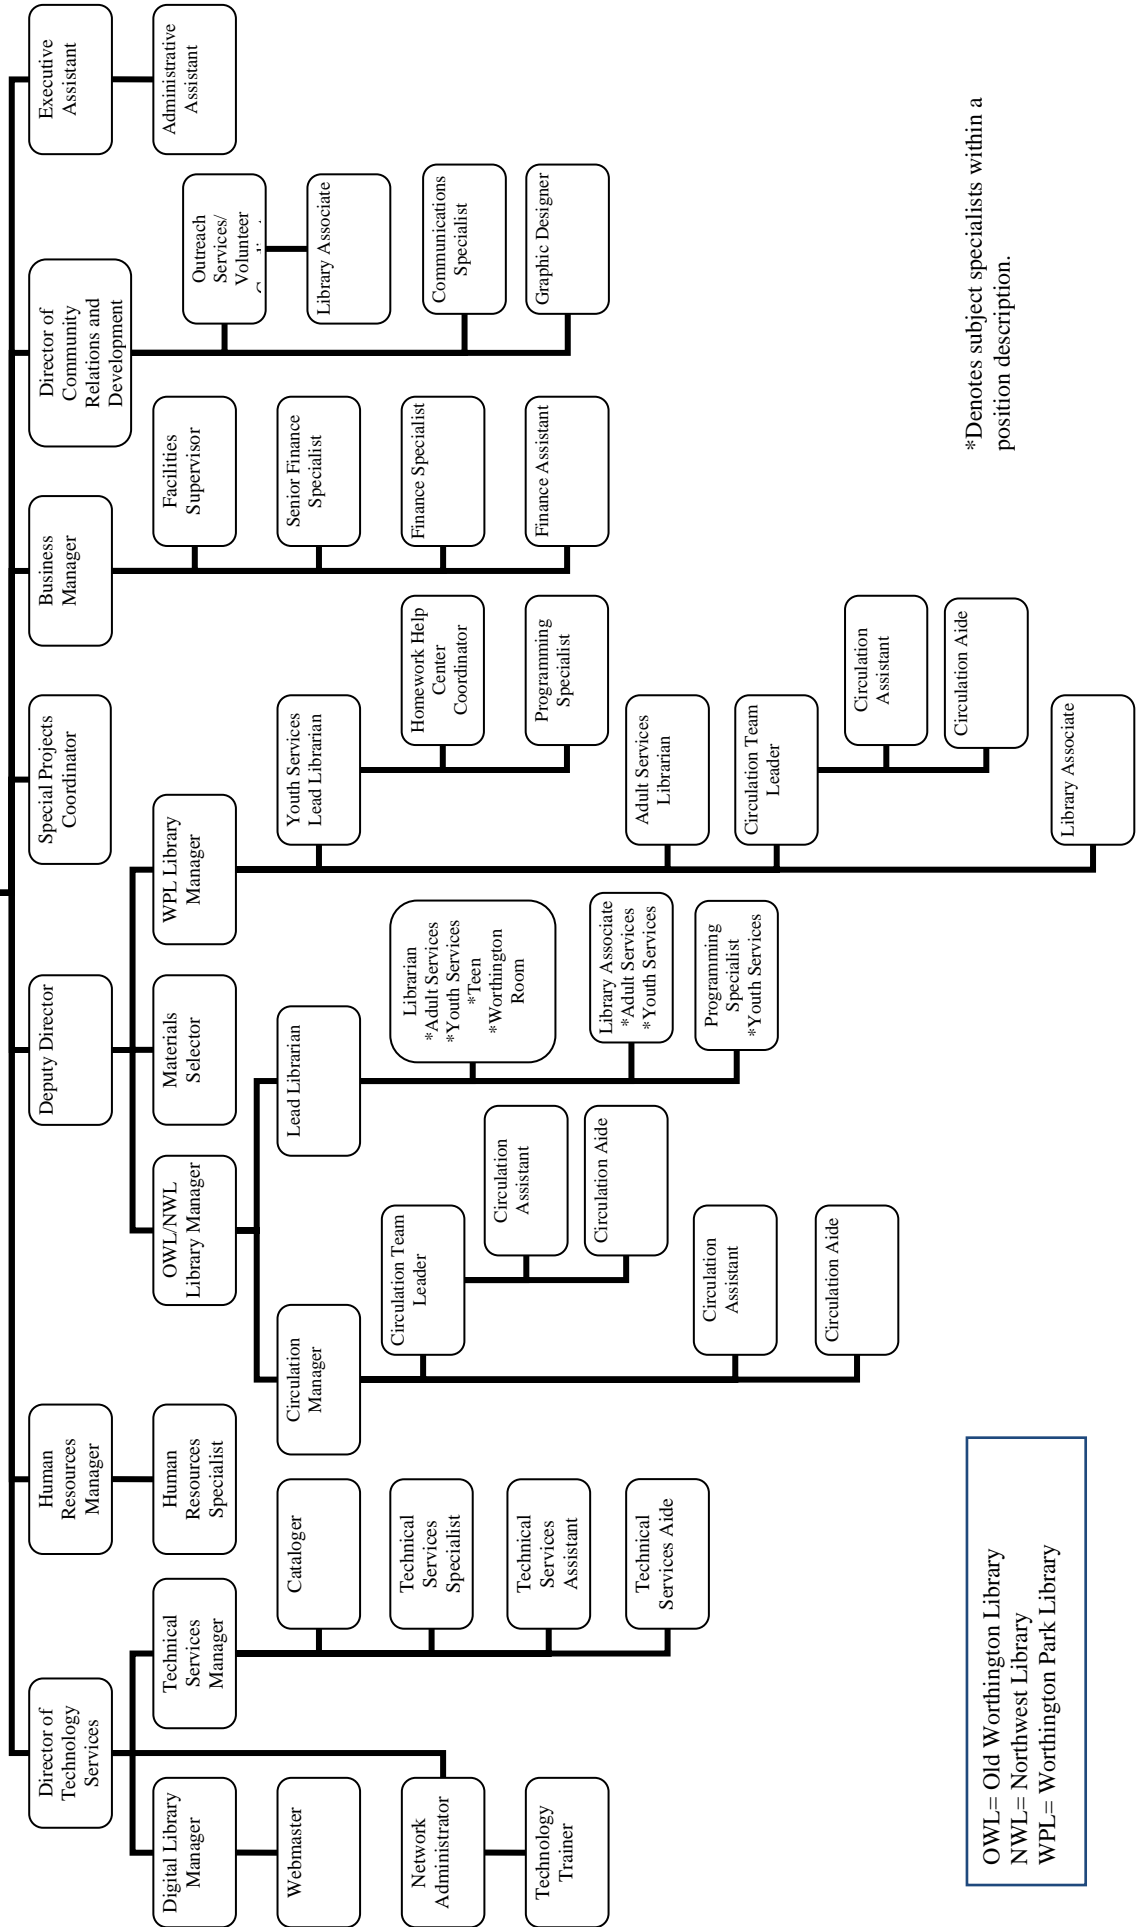 Director of
Technology
Services
Digital Library
Manager
Webmaster
Network
Administrator
Technology
Trainer
Technical
Services
Manager
Cataloger
Technical
Services
Specialist
Technical
Services
Assistant
Technical
Services Aide
Human
Resources
Manager
Human
Resources
Specialist
Deputy Director
OWL/NWL
Library Manager
Circulation
Manager
Circulation Team
Leader
Circulation
Assistant
Circulation Aide
Circulation
Assistant
Circulation Aide
Lead Librarian
Librarian
*Adult Services
*Youth Services
*Teen
*Worthington
Room
Library Associate
*Adult Services
*Youth Services
Programming
Specialist
*Youth Services
Materials
Selector
WPL Library
Manager
Youth Services
Lead Librarian
Homework Help
Center
Coordinator
Programming
Specialist
Adult Services
Librarian
Circulation Team
Leader
Circulation
Assistant
Circulation Aide
Library Associate
Special Projects
Coordinator
Business
Manager
Facilities
Supervisor
Senior Finance
Specialist
Finance Specialist
Finance Assistant
Director of
Community
Relations and
Development
Outreach
Services/
Volunteer
Library Associate
Communications
Specialist
Graphic Designer
Executive
Assistant
Administrative
Assistant
OWL= Old Worthington Library
NWL= Northwest Library
WPL= Worthington Park Library
*Denotes subject specialists within a
position description.